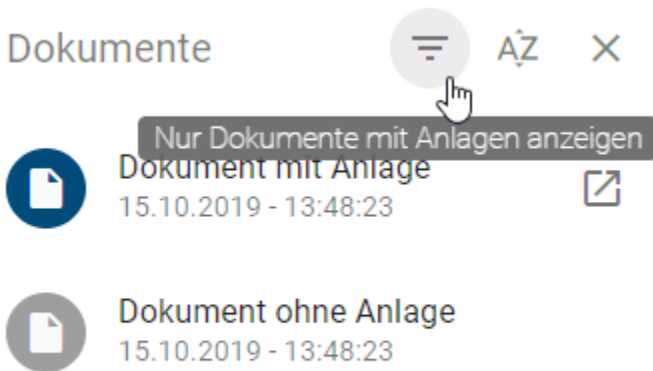 Dokumente
AZ
Nur Dokumente mit Anlagen anzeigen
Dokument mit Anlage
15.10.2019 - 13:48:23
Dokument ohne Anlage
15.10.2019 - 13:48:23